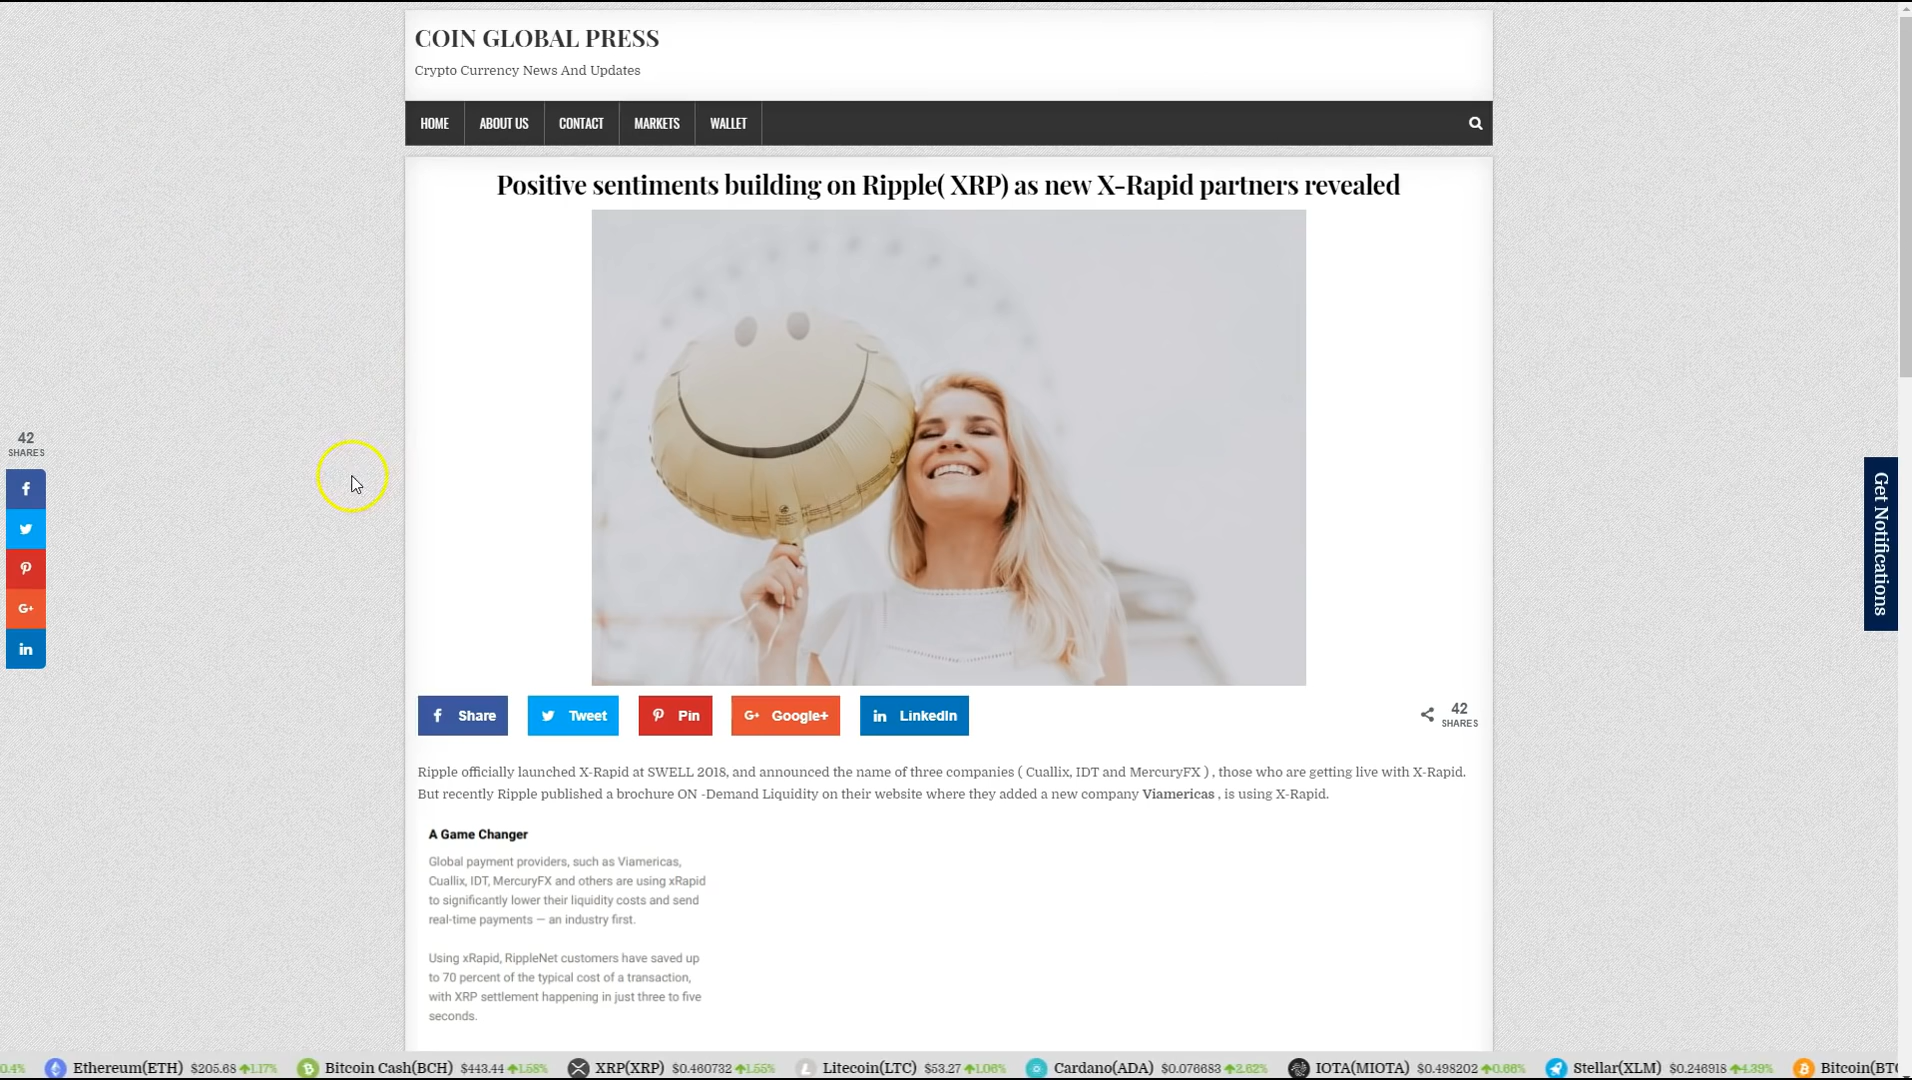 COIN GLOBAL PRESS
Crypto Currency News And Updates
HOME ABOUT US CONTACT MARKETS WALLET
Positive sentiments building on Ripple( XRP) as new X-Rapid partners revealed
42
SHARES
Get Notifications
Share Tweet Pin Google+ LinkedIn
42
SHARES
Ripple officially launched X-Rapid at SWELL 2018, and announced the name of three companies ( Cuallix, IDT and MercuryFX ) , those who are getting live with X-Rapid.
But recently Ripple published a brochure ON -Demand Liquidity on their website where they added a new company Viamericas , is using X-Rapid.
A Game Changer
Global payment providers, such as Viamericas,
Cuallix, IDT, MercuryFX and others are using xRapid
to significantly lower their liquidity costs and send
real-time payments — an industry first.
Using xRapid, RippleNet customers have saved up
to 70 percent of the typical cost of a transaction,
with XRP settlement happening in just three to five
seconds.
0.4% Ethereum(ETH) $205.68 1.17% Bitcoin Cash(BCH) $443.44 1.58% XRP(XRP) $0.460732 1.55% Litecoin(LTC) $53.27 1.06% Cardano(ADA) $0.076683 2.62% IOTA(MIOTA) $0.498202 0.66% Stellar(XLM) $0.246918 4.39% Bitcoin(BTC